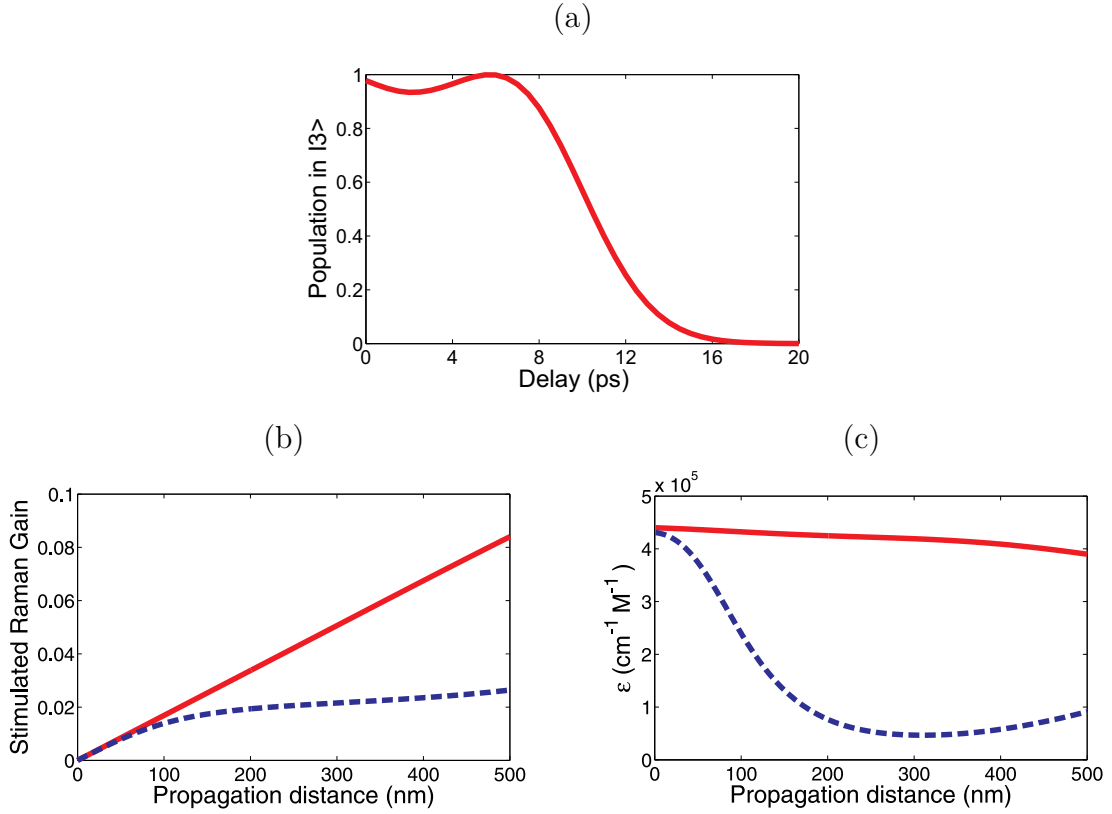 (a)
Population in I3>
1
0.8
0.6
0.4
0.2
0
0 4 8 12 16 20
Delay (ps)
(b)
Stimulated Raman Gain
0.1
0.08
0.06
0.04
0.02
0
0 100 200 300 400 500
Propagation distance (nm)
(c)
x 10⁵
ε (cm⁻¹ M⁻¹)
5
4
3
2
1
0
0 100 200 300 400 500
Propagation distance (nm)